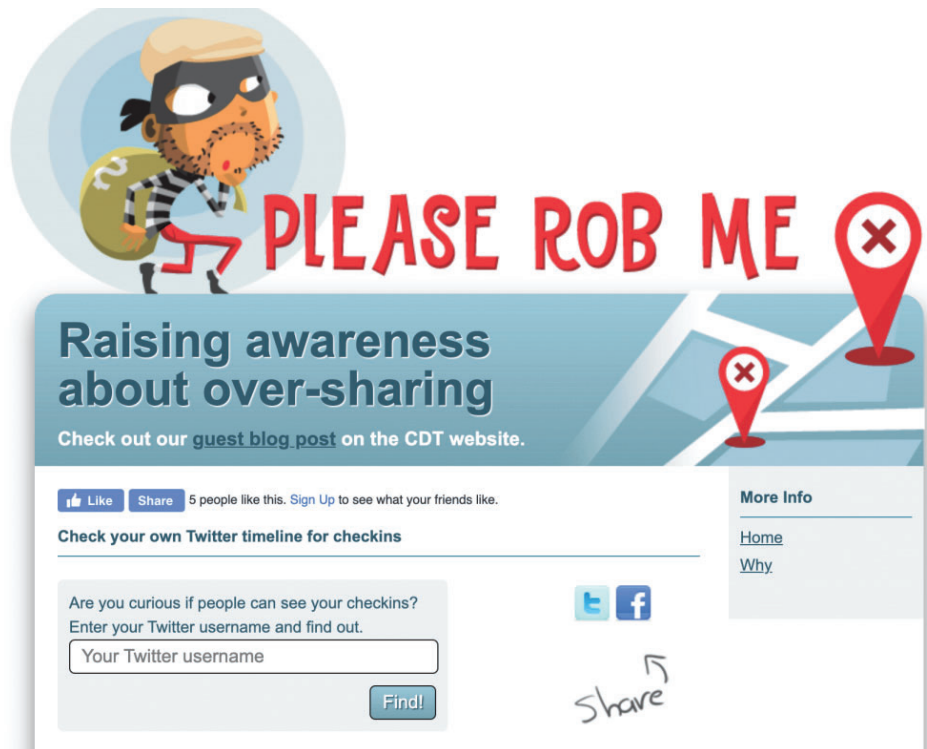 PLEASE ROB ME
Raising awareness
about over-sharing
Check out our guest blog post on the CDT website.
Like Share 5 people like this. Sign Up to see what your friends like.
Check your own Twitter timeline for checkins
Are you curious if people can see your checkins?
Enter your Twitter username and find out.
Your Twitter username
Find!
Share
More Info
Home
Why